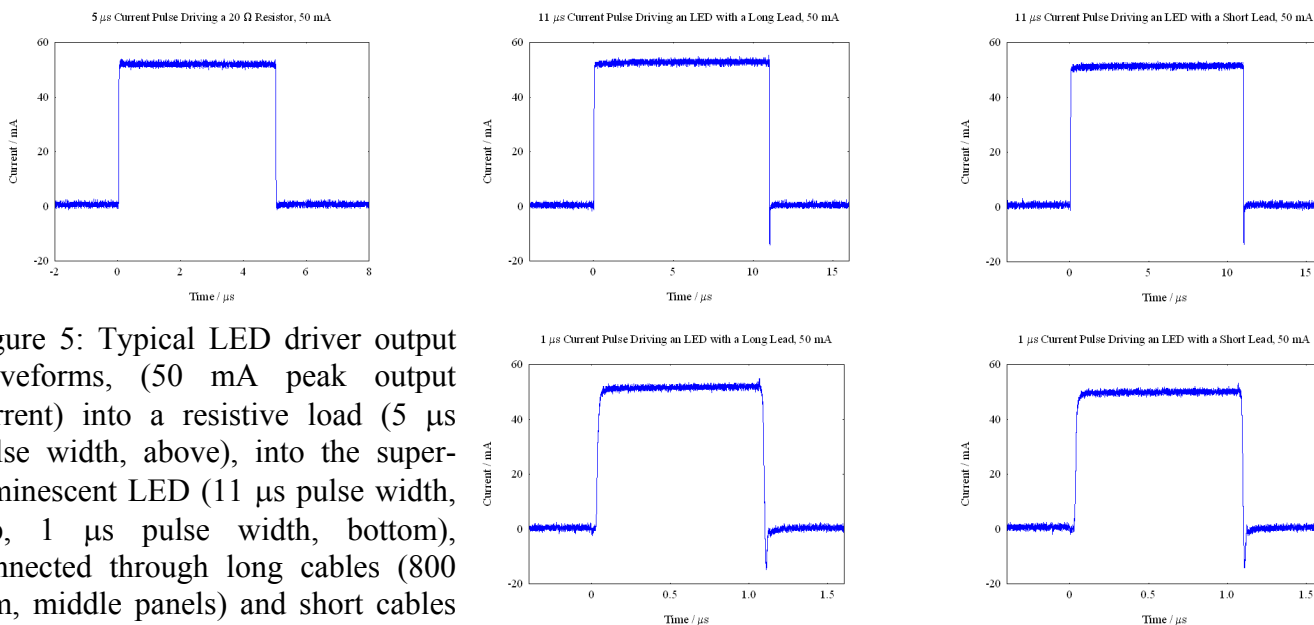 5 μs Current Pulse Driving a 20 Ω Resistor, 50 mA
60
40
20
0
-20
-2 0 2 4 6 8
Current / mA
Time / μs
11 μs Current Pulse Driving an LED with a Long Lead, 50 mA
60
40
20
0
-20
0 5 10 15
Current / mA
Time / μs
11 μs Current Pulse Driving an LED with a Short Lead, 50 mA
60
40
20
0
-20
0 5 10 15
Current / mA
Time / μs
gure 5: Typical LED driver output
veforms, (50 mA peak output
rrent) into a resistive load (5 μs
lse width, above), into the super-
minescent LED (11 μs pulse width,
, 1 μs pulse width, bottom),
nnected through long cables (800
m, middle panels) and short cables
1 μs Current Pulse Driving an LED with a Long Lead, 50 mA
60
40
20
0
-20
0 0.5 1.0 1.5
Current / mA
Time / μs
1 μs Current Pulse Driving an LED with a Short Lead, 50 mA
60
40
20
0
-20
0 0.5 1.0 1.5
Current / mA
Time / μs